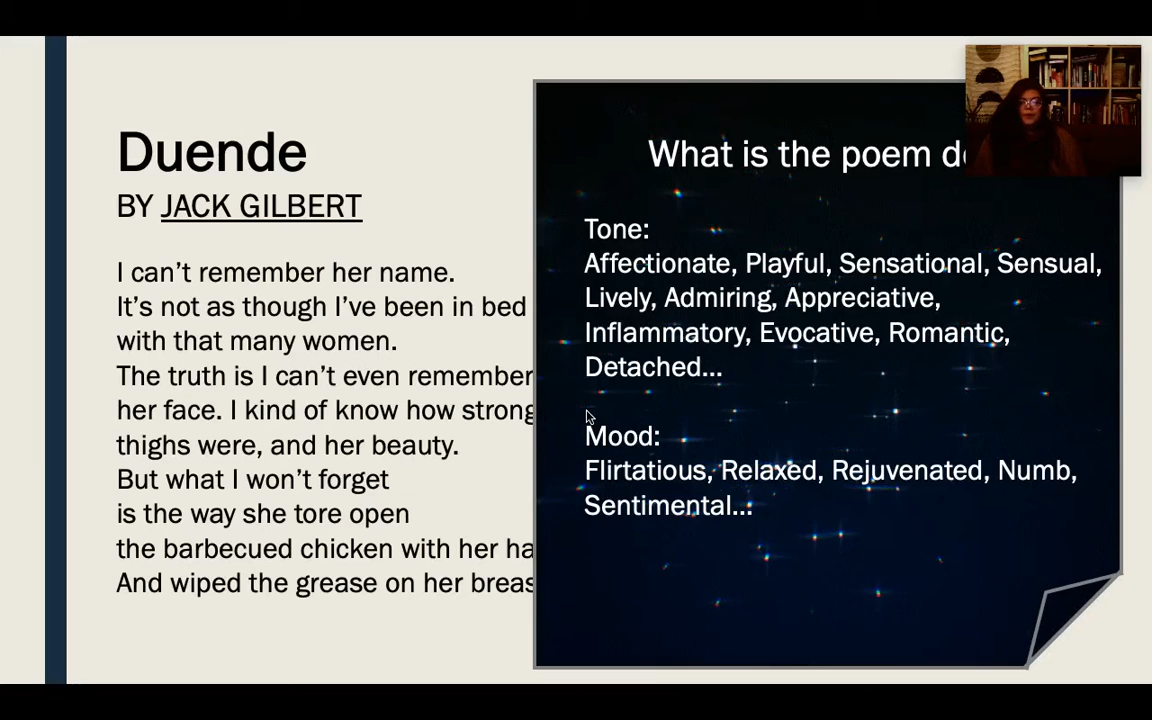 Duende
BY JACK GILBERT
I can't remember her name.
It's not as though I've been in bed
with that many women.
The truth is I can't even remember
her face. I kind of know how strong
thighs were, and her beauty.
But what I won't forget
is the way she tore open
the barbecued chicken with her
And wiped the grease on her
What is the poem
Tone:
Affectionate, Playful, Sensational, Sensual,
Lively, Admiring, Appreciative,
Inflammatory, Evocative, Romantic,
Detached...
Mood:
Flirtatious, Relaxed, Rejuvenated, Numb,
Sentimental...